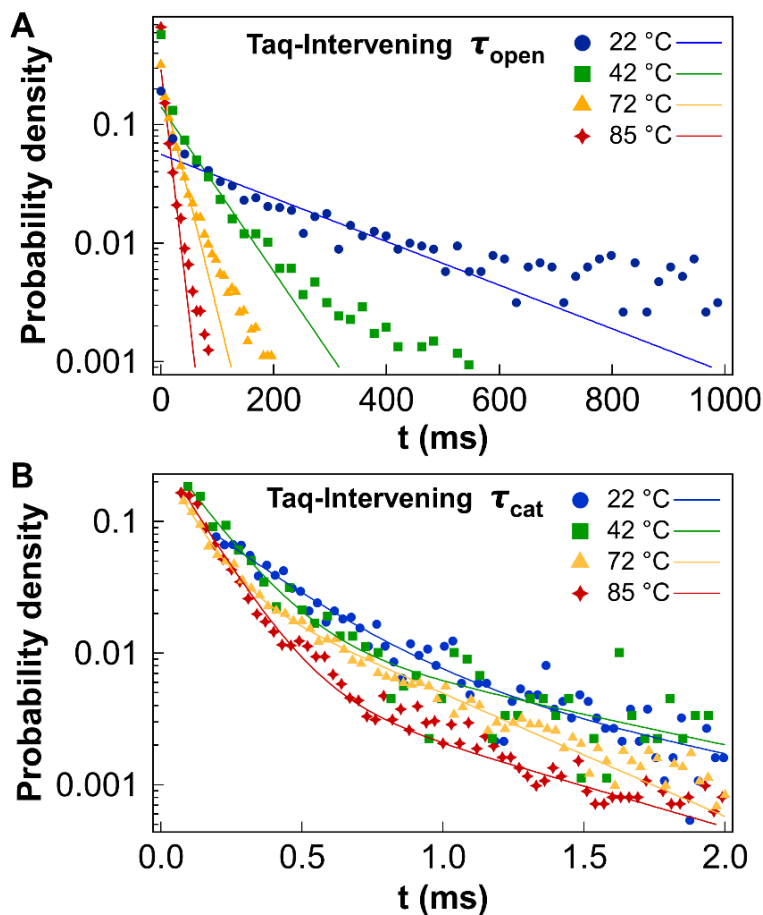 A
Taq-Intervening τopen
22 °C
42 °C
72 °C
85 °C
Probability density
0.1
0.01
0.001
0 200 400 600 800 1000
t (ms)
B
Taq-Intervening τcat
22 °C
42 °C
72 °C
85 °C
Probability density
0.1
0.01
0.001
0.0 0.5 1.0 1.5 2.0
t (ms)